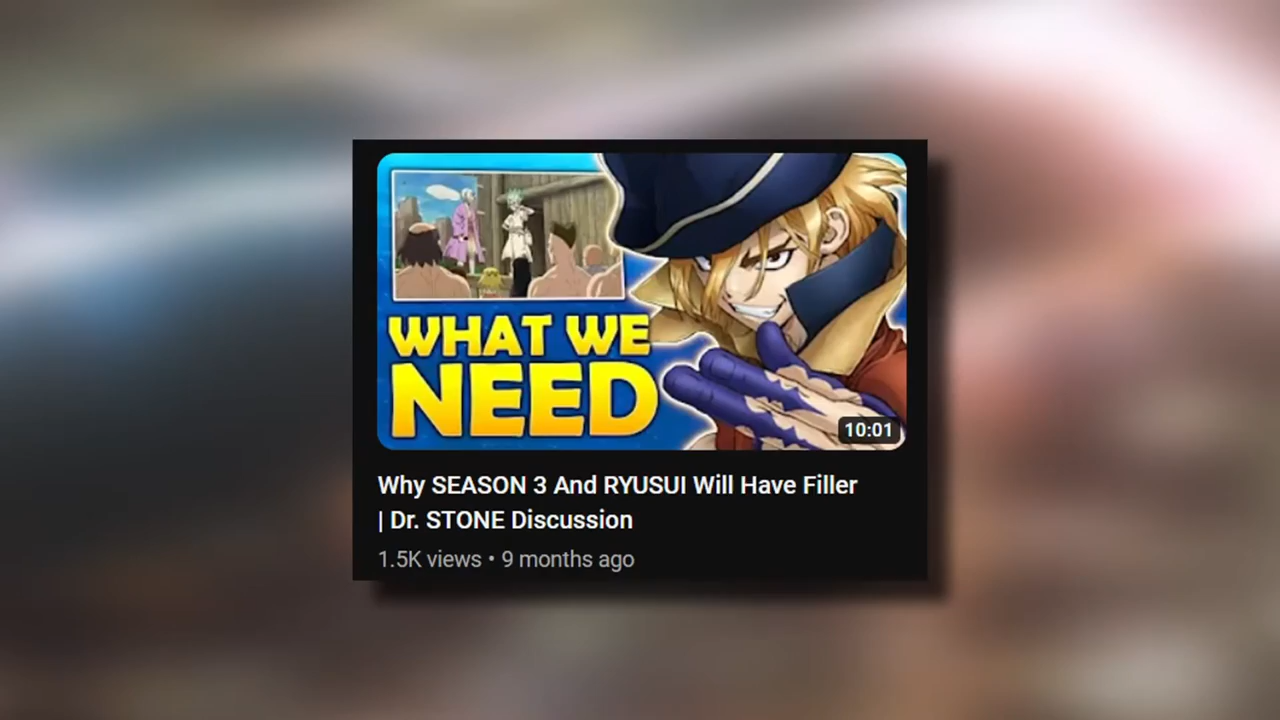 WHAT WE
NEED
10:01
Why SEASON 3 And RYUSUI Will Have Filler
| Dr. STONE Discussion
1.5K views • 9 months ago